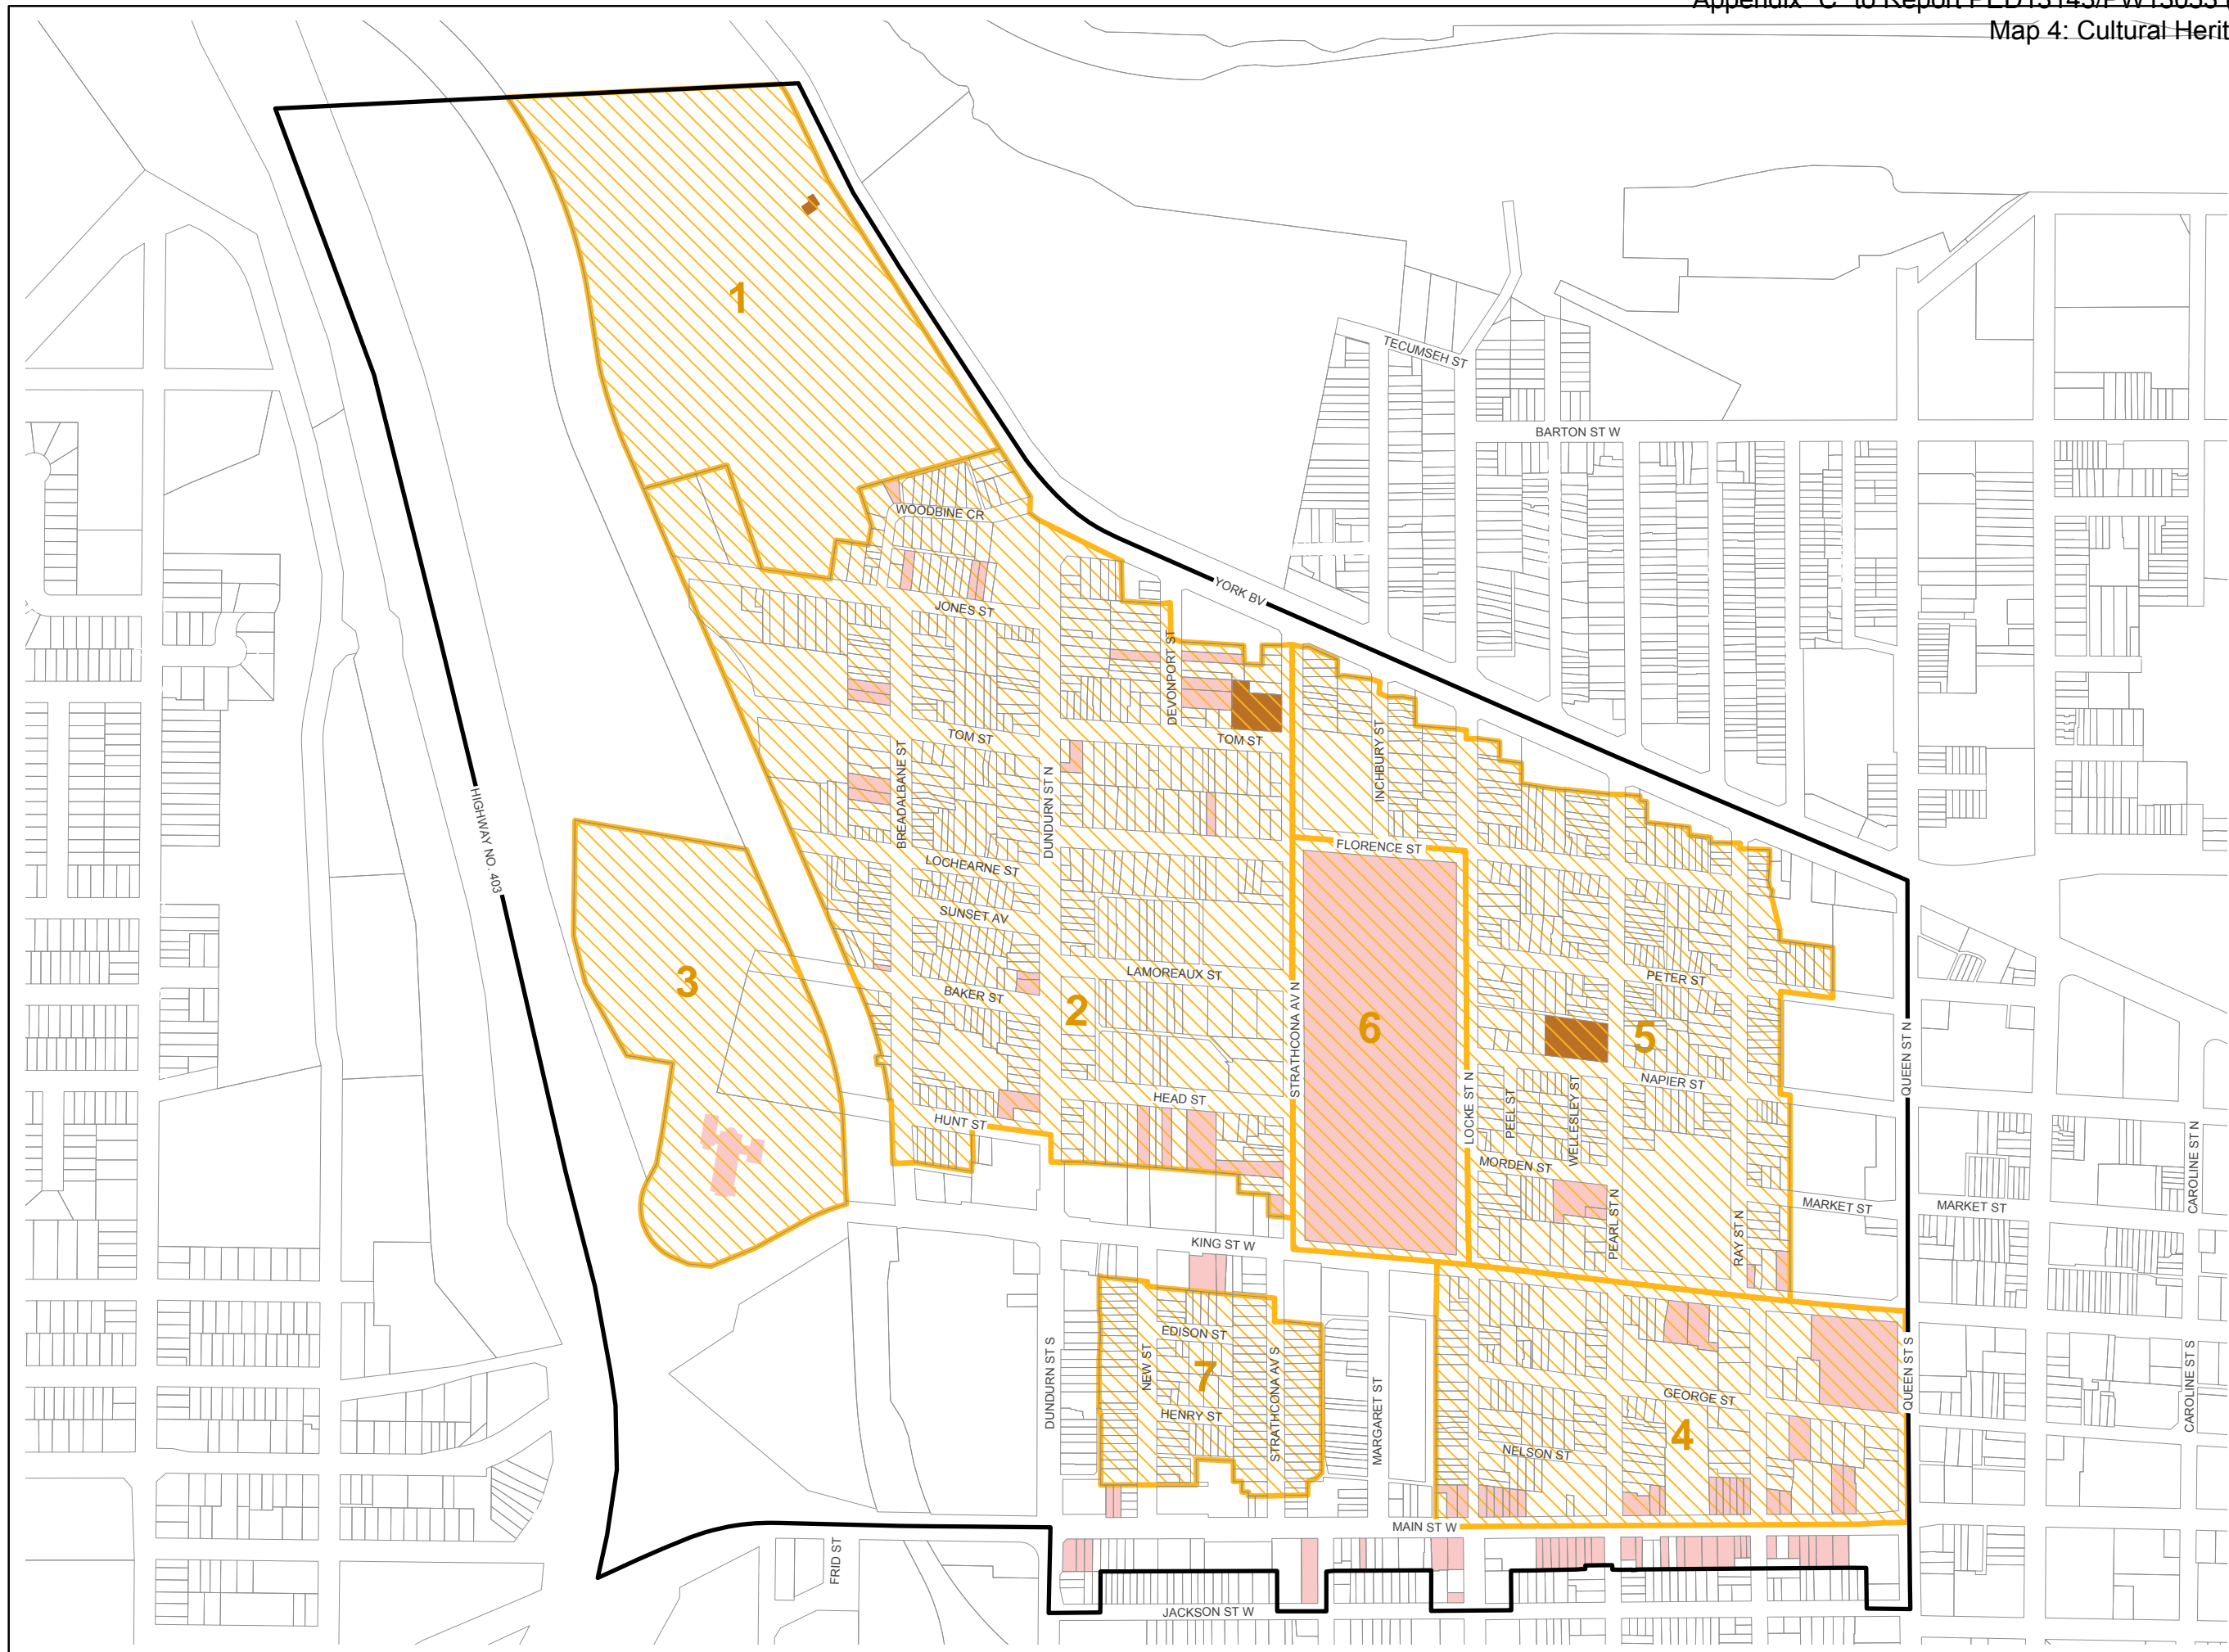 Appendix "C" to Report PED13143/PW13053
Map 4: Cultural Herit
1
TECUMSEH ST
BARTON ST W
WOODBINE CR
YORK BV
JONES ST
DEVONPORT ST
TOM ST
TOM ST
INCHBURY ST
BREADALBANE ST
DUNDURN ST N
HIGHWAY NO. 403
FLORENCE ST
LOCHEARNE ST
SUNSET AV
LAMOREAUX ST
PETER ST
3
BAKER ST
2
STRATHCONA AV N
6
5
QUEEN ST N
NAPIER ST
HEAD ST
PEEL ST
WELLESLEY ST
LOCKE ST N
HUNT ST
MORDEN ST
CAROLINE ST N
MARKET ST
MARKET ST
PEARL ST N
RAY ST N
KING ST W
EDISON ST
7
NEW ST
STRATHCONA AV S
DUNDURN ST S
QUEEN ST S
CAROLINE ST S
GEORGE ST
HENRY ST
MARGARET ST
4
NELSON ST
MAIN ST W
FRID ST
JACKSON ST W